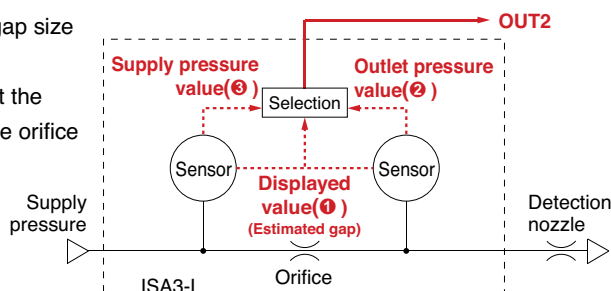 gap size
t the
e orifice
OUT2
Supply pressure
value(❸)
Outlet pressure
value(❷)
Selection
Sensor
Sensor
Displayed
value(❶)
(Estimated gap)
Supply
pressure
Detection
nozzle
Orifice
ISA3-L